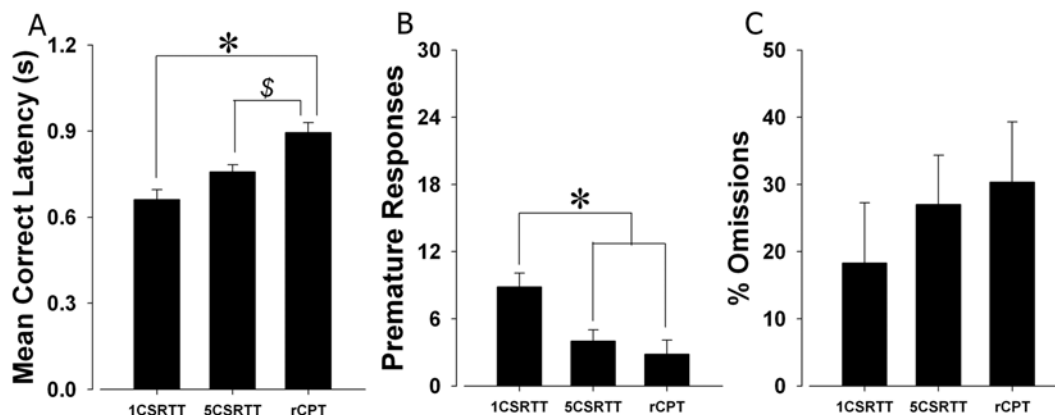 A
Mean Correct Latency (s)
1.2
0.9
0.6
0.3
0.0
*
$
1CSRTT 5CSRTT rCPT
B
Premature Responses
30
24
18
12
6
0
*
1CSRTT 5CSRTT rCPT
C
% Omissions
50
40
30
20
10
0
1CSRTT 5CSRTT rCPT